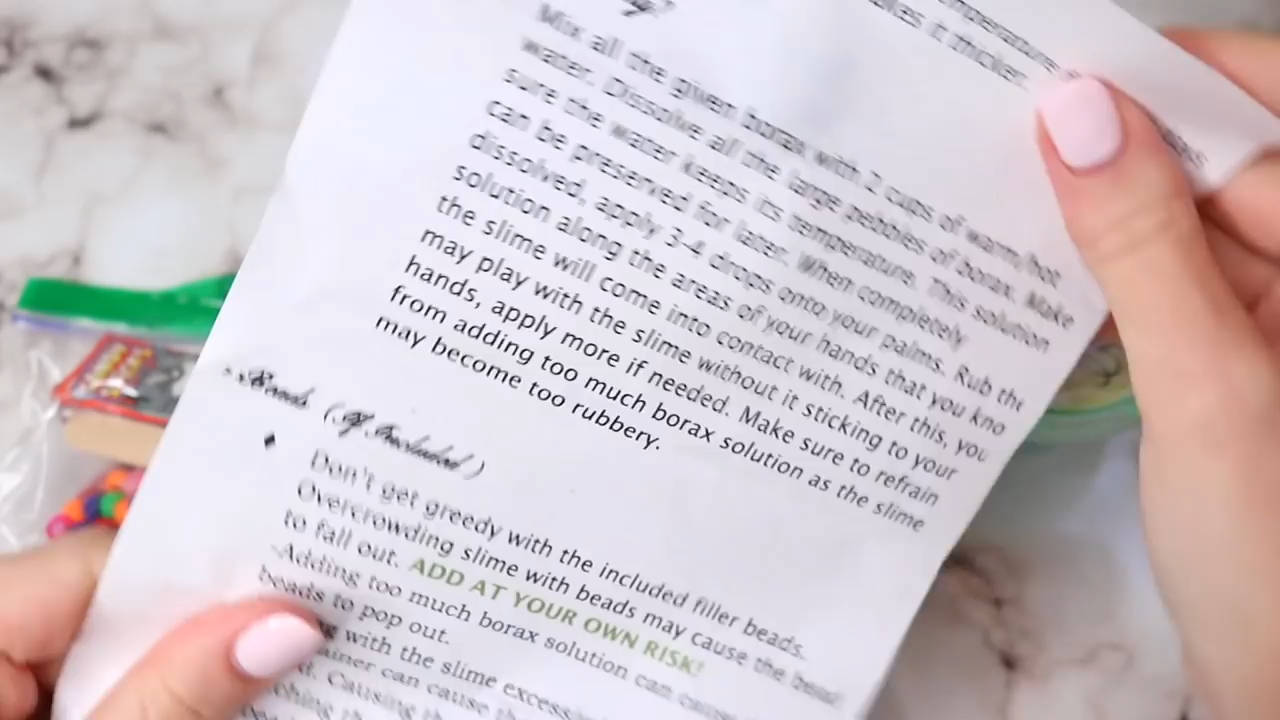 it thicker.
Mix all the given borax with 2 cups of warm/hot
water. Dissolve all the large pebbles of borax. Make
sure the water keeps its temperature. This solution
can be preserved for later. When completely
dissolved, apply 3-4 drops onto your palms. Rub the
solution along the areas of your hands that you kno
the slime will come into contact with. After this, you
may play with the slime without it sticking to your
hands, apply more if needed. Make sure to refrain
from adding too much borax solution as the slime
may become too rubbery.
Beads (If Included)
Don't get greedy with the included filler beads.
Overcrowding slime with beads may cause the
to fall out. ADD AT YOUR OWN RISK!
-Adding too much borax solution can
beads to pop out.
with the slime
can cause
Causing